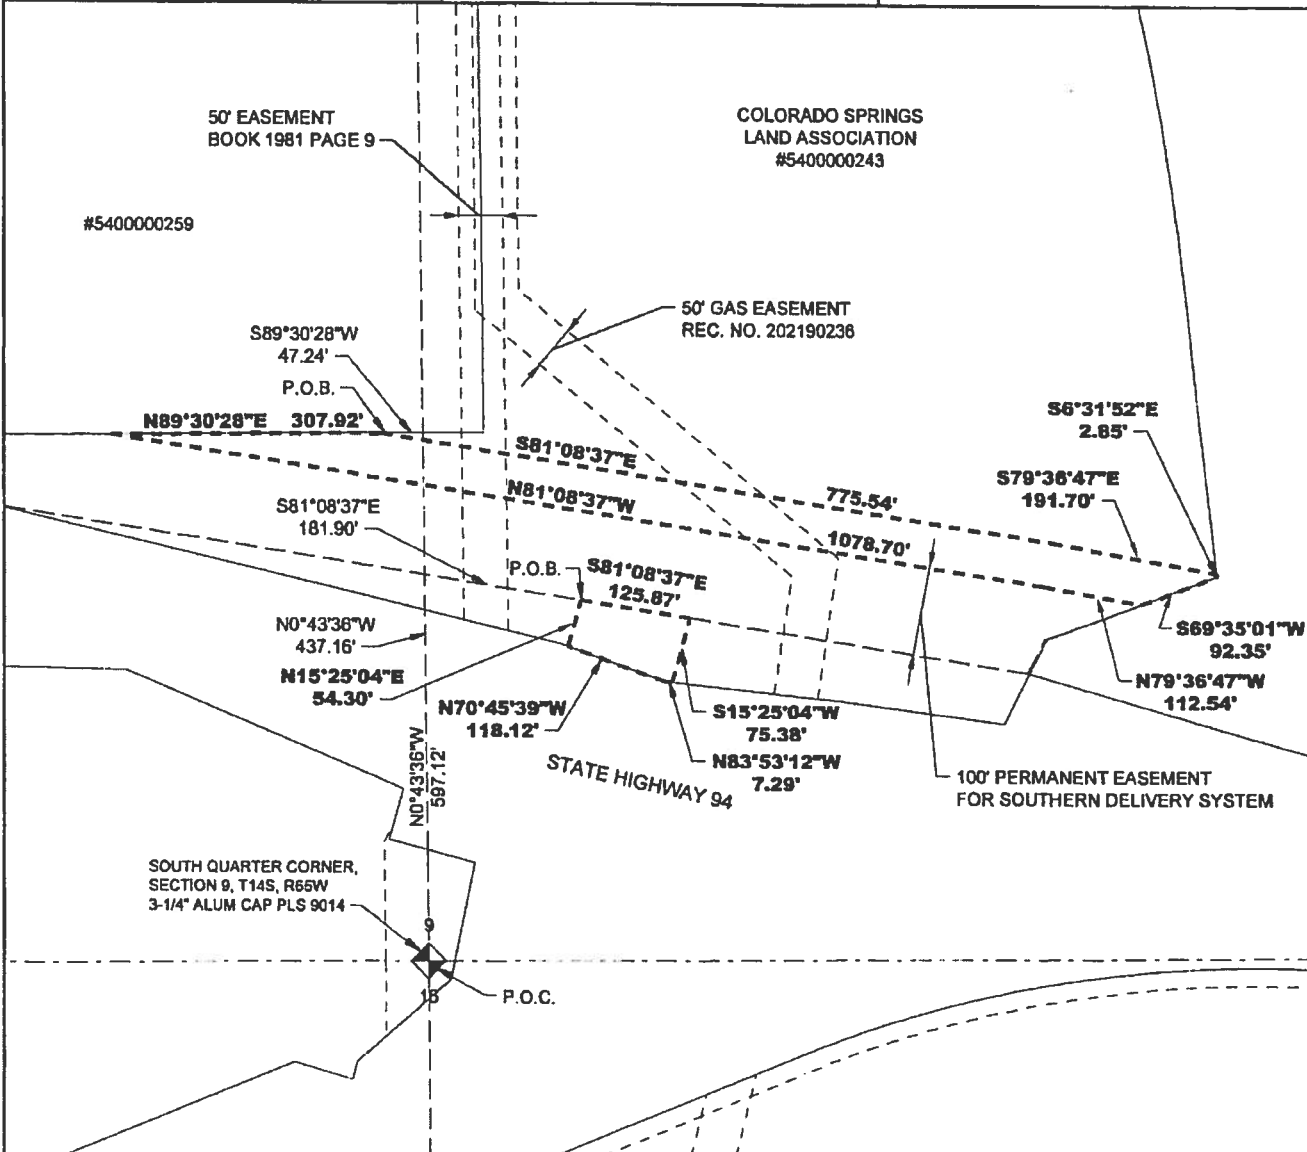 50' EASEMENT
BOOK 1981 PAGE 9
COLORADO SPRINGS
LAND ASSOCIATION
#5400000243
#5400000259
50' GAS EASEMENT
REC. NO. 202190236
S89°30'28"W
47.24'
P.O.B.
N89°30'28"E 307.92'
S6°31'52"E
2.85'
S81°08'37"E
775.54'
S79°36'47"E
191.70'
N81°08'37"W
1078.70'
S81°08'37"E
181.90'
P.O.B.
S81°08'37"E
125.87'
N0°43'36"W
437.16'
S69°35'01"W
92.35'
N15°25'04"E
54.30'
N79°36'47"W
112.54'
N70°45'39"W
118.12'
S15°25'04"W
75.38'
N83°53'12"W
7.29'
N0°43'36"W
597.12'
STATE HIGHWAY 94
100' PERMANENT EASEMENT
FOR SOUTHERN DELIVERY SYSTEM
SOUTH QUARTER CORNER,
SECTION 9, T14S, R65W
3-1/4" ALUM CAP PLS 9014
9
16
P.O.C.